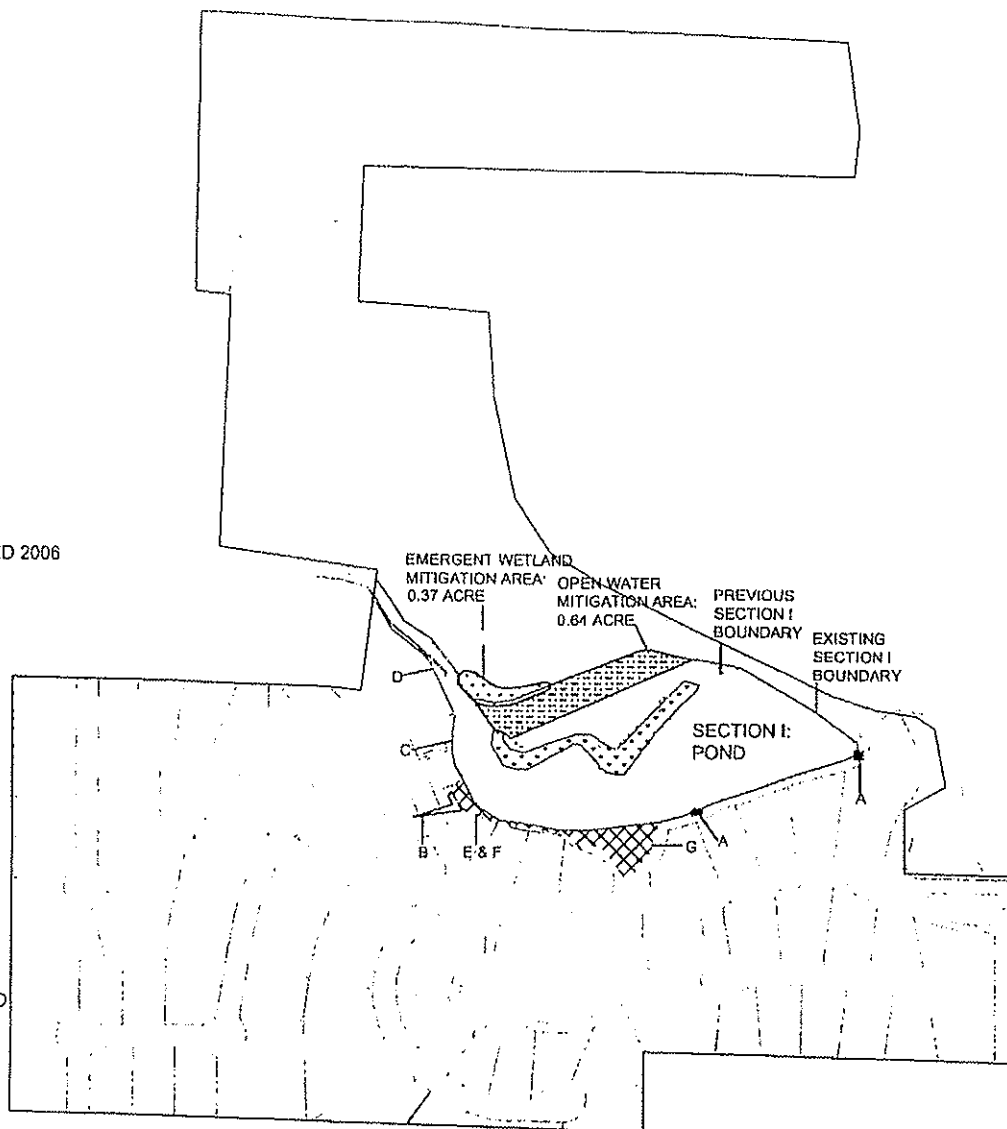 ED 2006
EMERGENT WETLAND
MITIGATION AREA:
0.37 ACRE
OPEN WATER
MITIGATION AREA:
0.64 ACRE
PREVIOUS
SECTION I
BOUNDARY
EXISTING
SECTION I
BOUNDARY
D
SECTION I:
POND
C
A
B
E & F
G
A